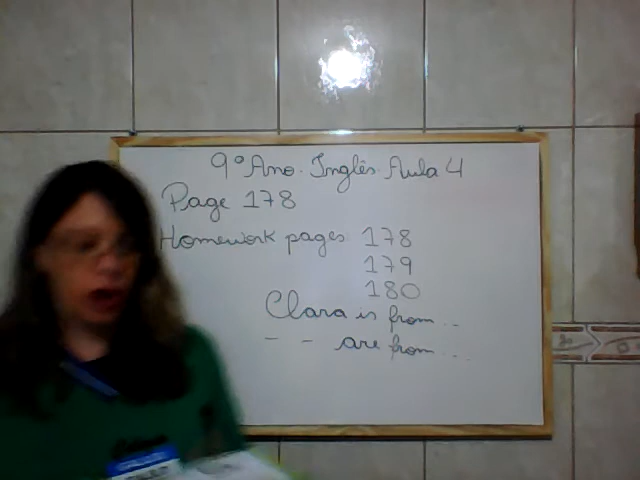 9º Ano. Inglês. Aula 4
Page 178
Homework pages 178
179
180
Clara is from...
- - are from...